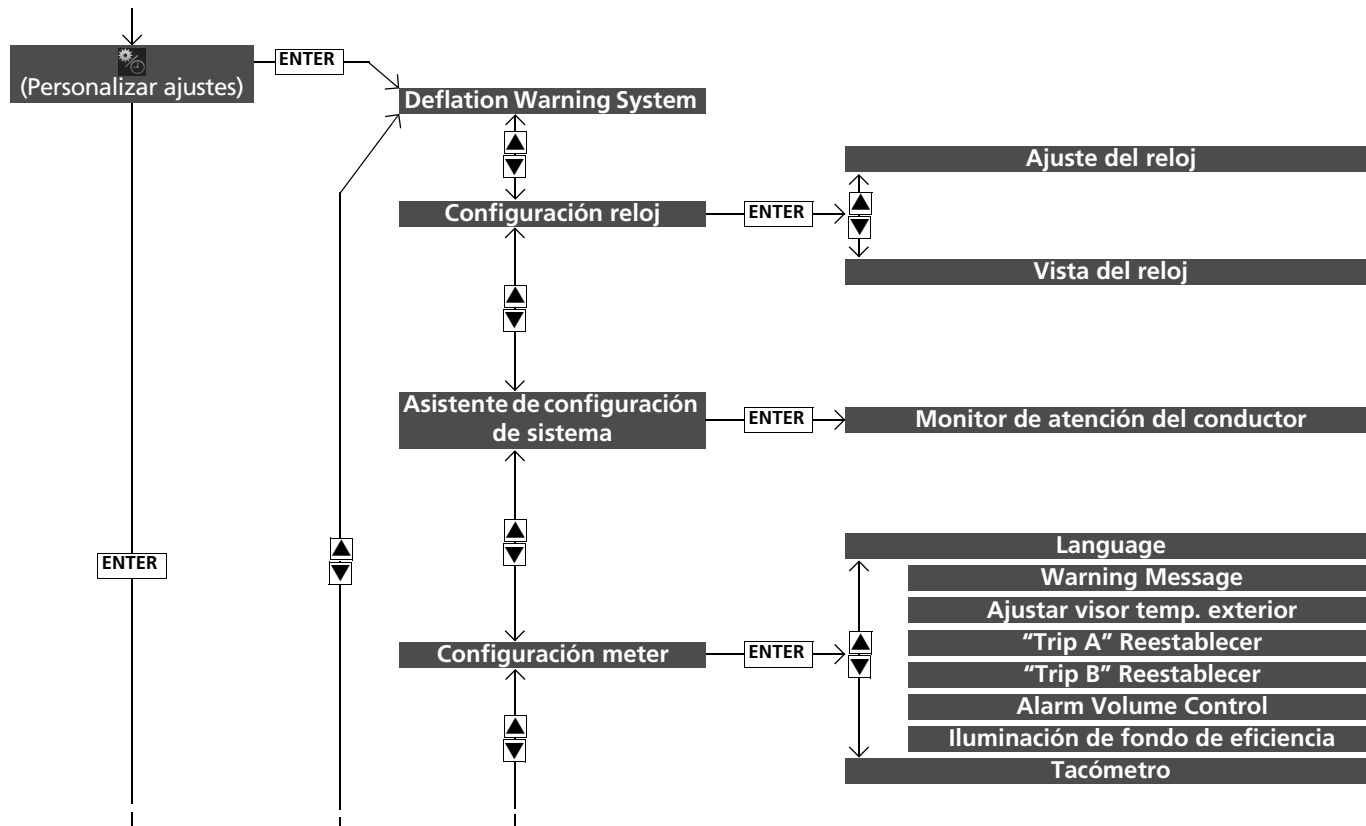 (Personalizar ajustes)
ENTER
Deflation Warning System
Configuración reloj
ENTER
Ajuste del reloj
Vista del reloj
Asistente de configuración
de sistema
ENTER
Monitor de atención del conductor
ENTER
Configuración meter
ENTER
Language
Warning Message
Ajustar visor temp. exterior
“Trip A” Reestablecer
“Trip B” Reestablecer
Alarm Volume Control
Iluminación de fondo de eficiencia
Tacómetro